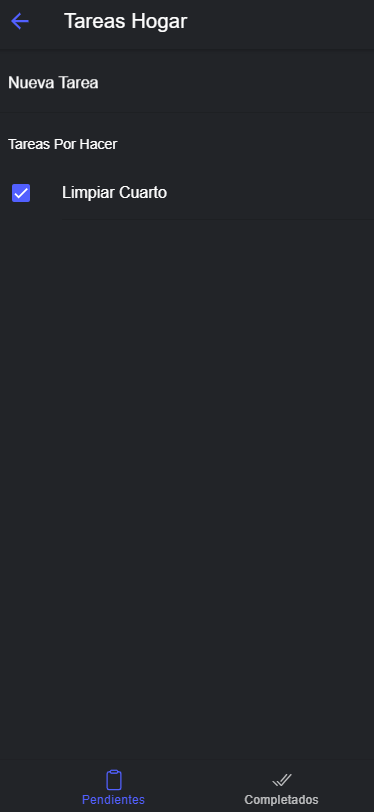 Tareas Hogar
Nueva Tarea
Tareas Por Hacer
Limpiar Cuarto
Pendientes
Completados